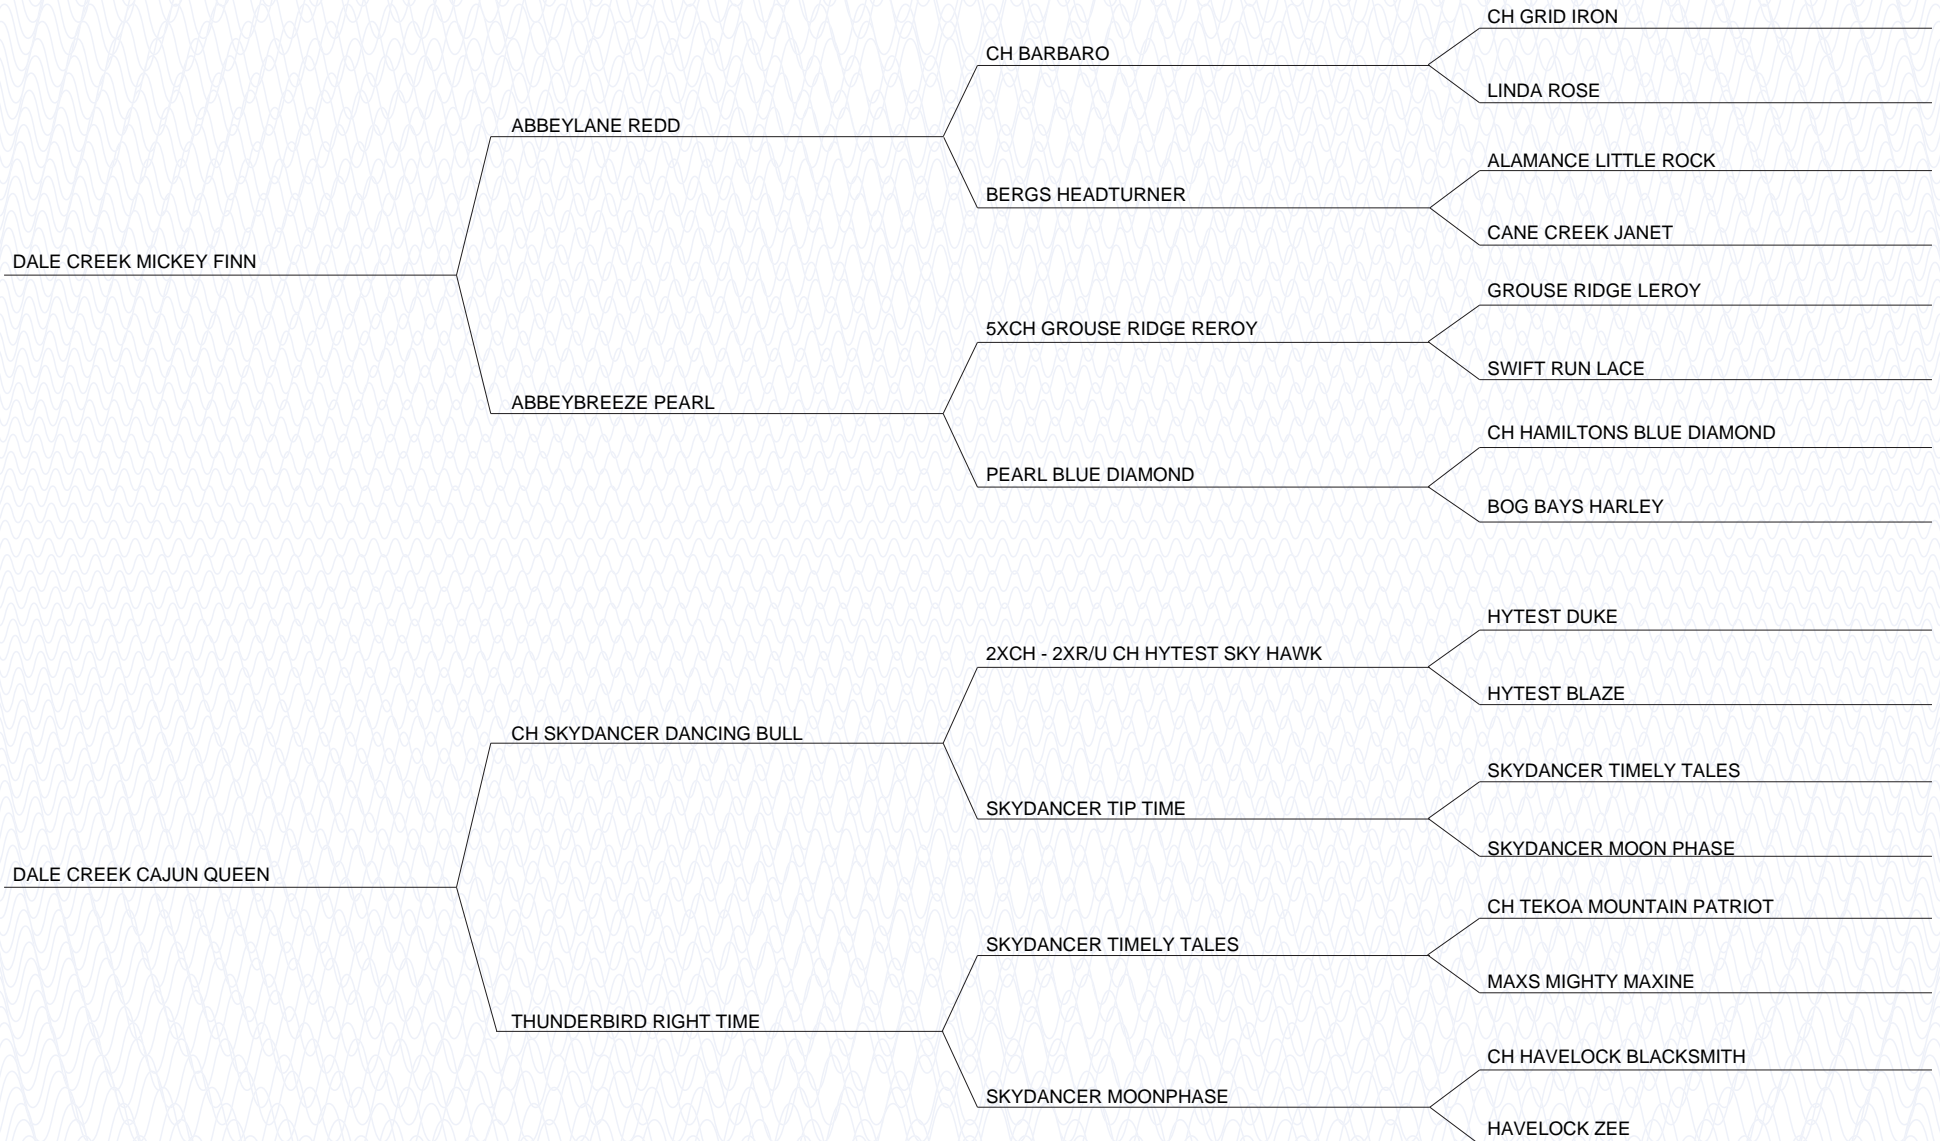 CH GRID IRON
CH BARBARO
LINDA ROSE
ABBEYLANE REDD
ALAMANCE LITTLE ROCK
BERGS HEADTURNER
CANE CREEK JANET
DALE CREEK MICKEY FINN
GROUSE RIDGE LEROY
5XCH GROUSE RIDGE REROY
SWIFT RUN LACE
ABBEYBREEZE PEARL
CH HAMILTONS BLUE DIAMOND
PEARL BLUE DIAMOND
BOG BAYS HARLEY
HYTEST DUKE
2XCH - 2XR/U CH HYTEST SKY HAWK
HYTEST BLAZE
CH SKYDANCER DANCING BULL
SKYDANCER TIMELY TALES
SKYDANCER TIP TIME
SKYDANCER MOON PHASE
DALE CREEK CAJUN QUEEN
CH TEKOA MOUNTAIN PATRIOT
SKYDANCER TIMELY TALES
MAXS MIGHTY MAXINE
THUNDERBIRD RIGHT TIME
CH HAVELOCK BLACKSMITH
SKYDANCER MOONPHASE
HAVELOCK ZEE